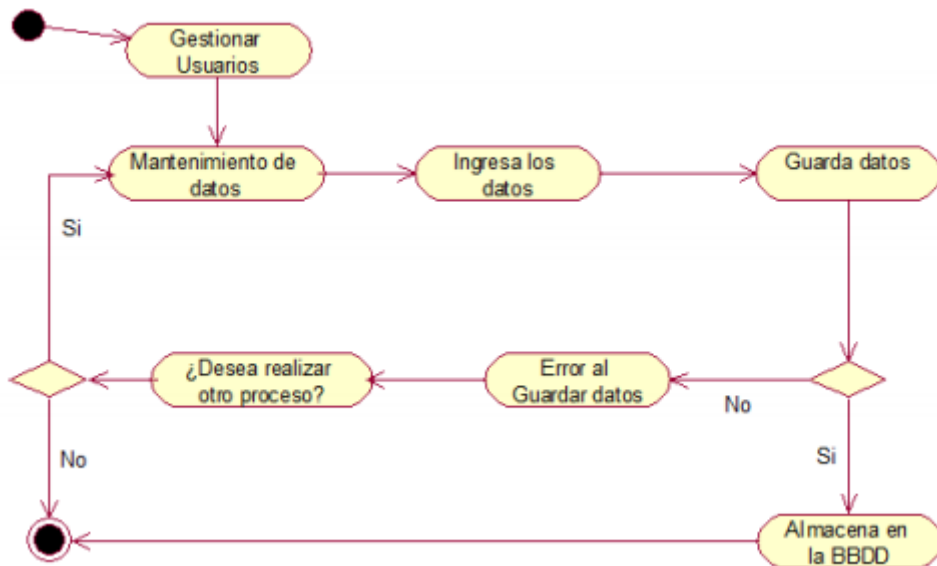 Gestionar
Usuarios
Mantenimiento de
datos
Ingresa los
datos
Guarda datos
Si
¿Desea realizar
otro proceso?
Error al
Guardar datos
No
No
Si
Almacena en
la BBDD